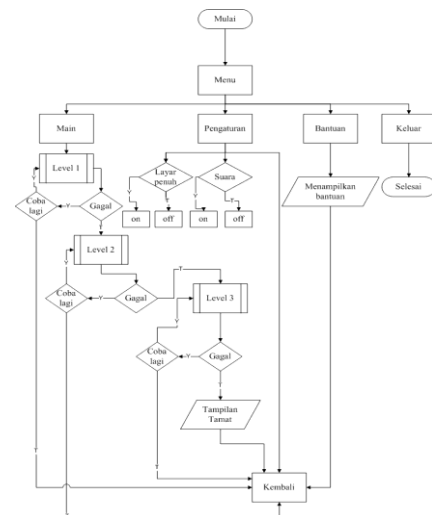 Mulai
Menu
Main
Pengaturan
Bantuan
Keluar
Level 1
Layar
penuh
Suara
Menampilkan
bantuan
Selesai
Coba
lagi
Y
Gagal
Y
Y
T
Y
T
on
off
on
off
T
Level 2
Y
Coba
lagi
Y
Gagal
T
Level 3
Y
Coba
lagi
Y
Gagal
T
Tampilan
Tamat
T
T
Kembali